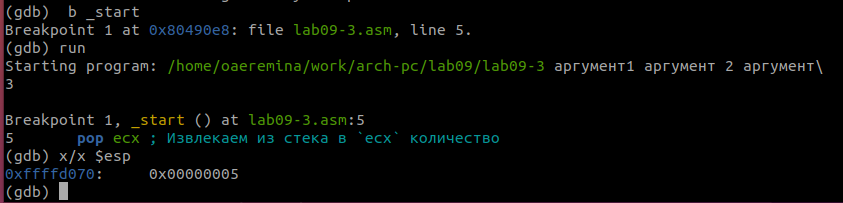 (gdb)  b _start
Breakpoint 1 at 0x80490e8: file lab09-3.asm, line 5.
(gdb) run
Starting program: /home/oaeremina/work/arch-pc/lab09/lab09-3 аргумент1 аргумент 2 аргумент\
3
Breakpoint 1, _start () at lab09-3.asm:5
5       pop ecx ; Извлекаем из стека в `ecx` количество
(gdb) x/x $esp
0xffffd070:     0x00000005
(gdb)